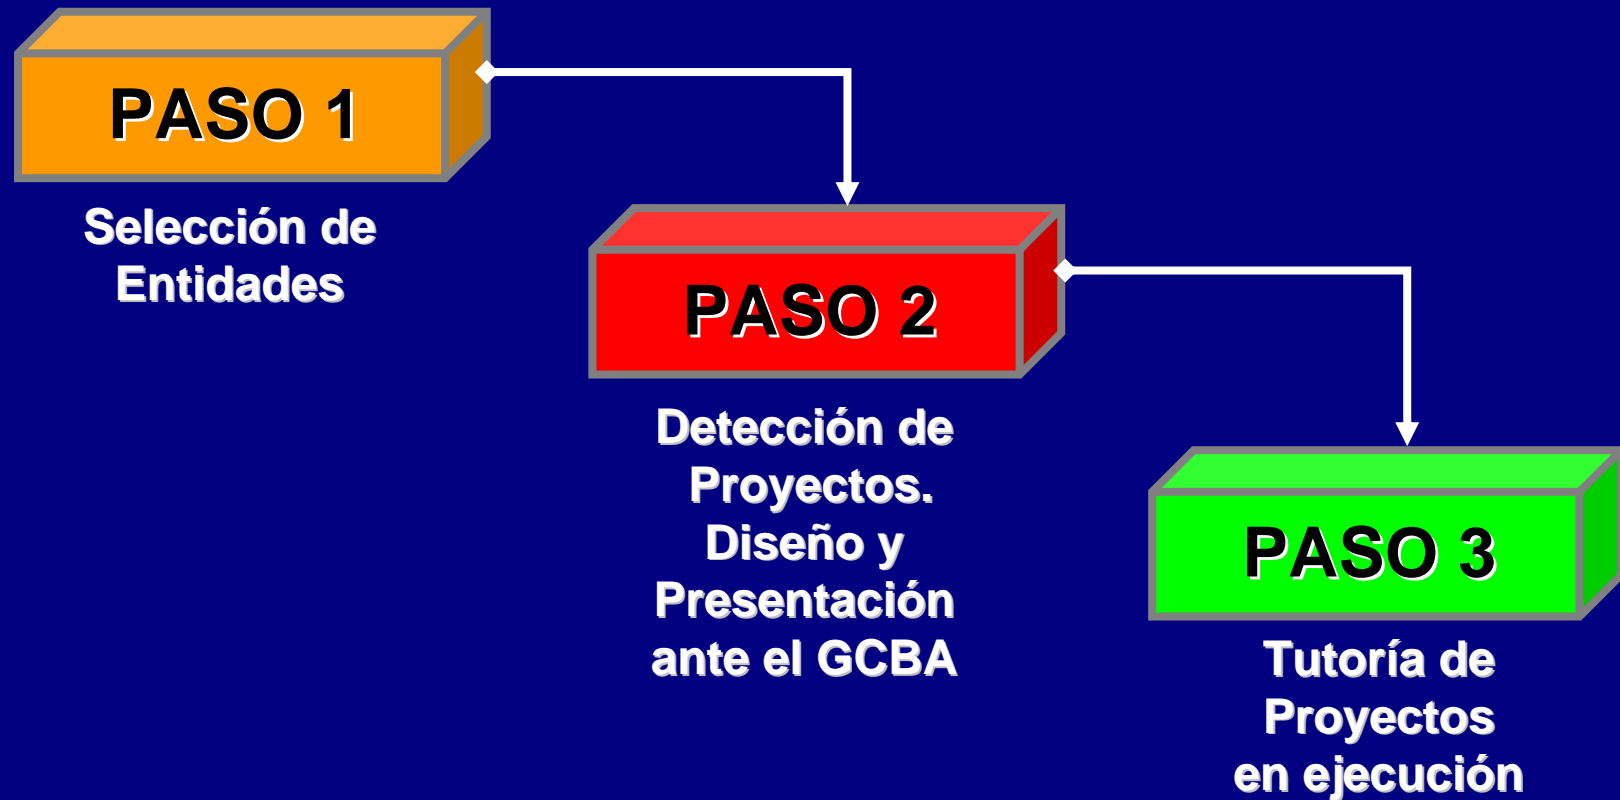 PASO 1
Selección de
Entidades
PASO 2
Detección de
Proyectos.
Diseño y
Presentación
ante el GCBA
PASO 3
Tutoría de
Proyectos
en ejecución